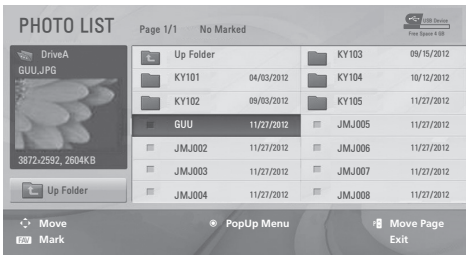 PHOTO LIST Page 1/1 No Marked USB Device
Free Space 4 GB
DriveA
GUU.JPG
3872x2592, 2604KB
Up Folder
Up Folder
KY101 04/03/2012
KY102 09/03/2012
GUU 11/27/2012
JMJ002 11/27/2012
JMJ003 11/27/2012
JMJ004 11/27/2012
KY103 09/15/2012
KY104 10/12/2012
KY105 11/27/2012
JMJ005 11/27/2012
JMJ006 11/27/2012
JMJ007 11/27/2012
JMJ008 11/27/2012
Move PopUp Menu Move Page
FAV Mark Exit